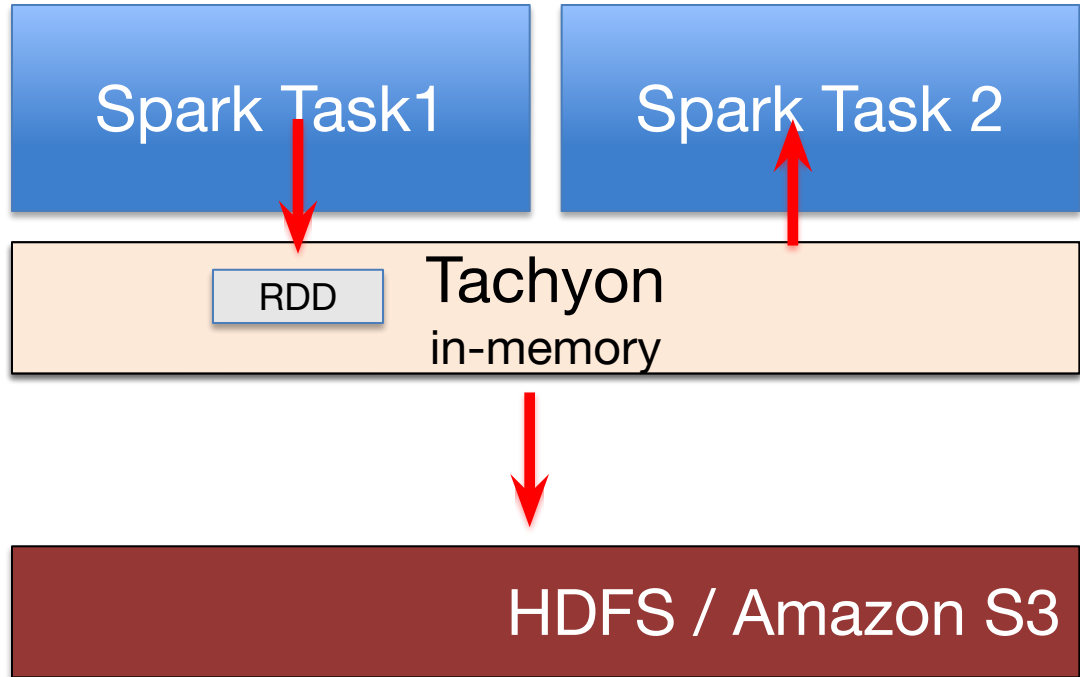 Spark Task1
Spark Task 2
RDD
Tachyon
in-memory
HDFS / Amazon S3